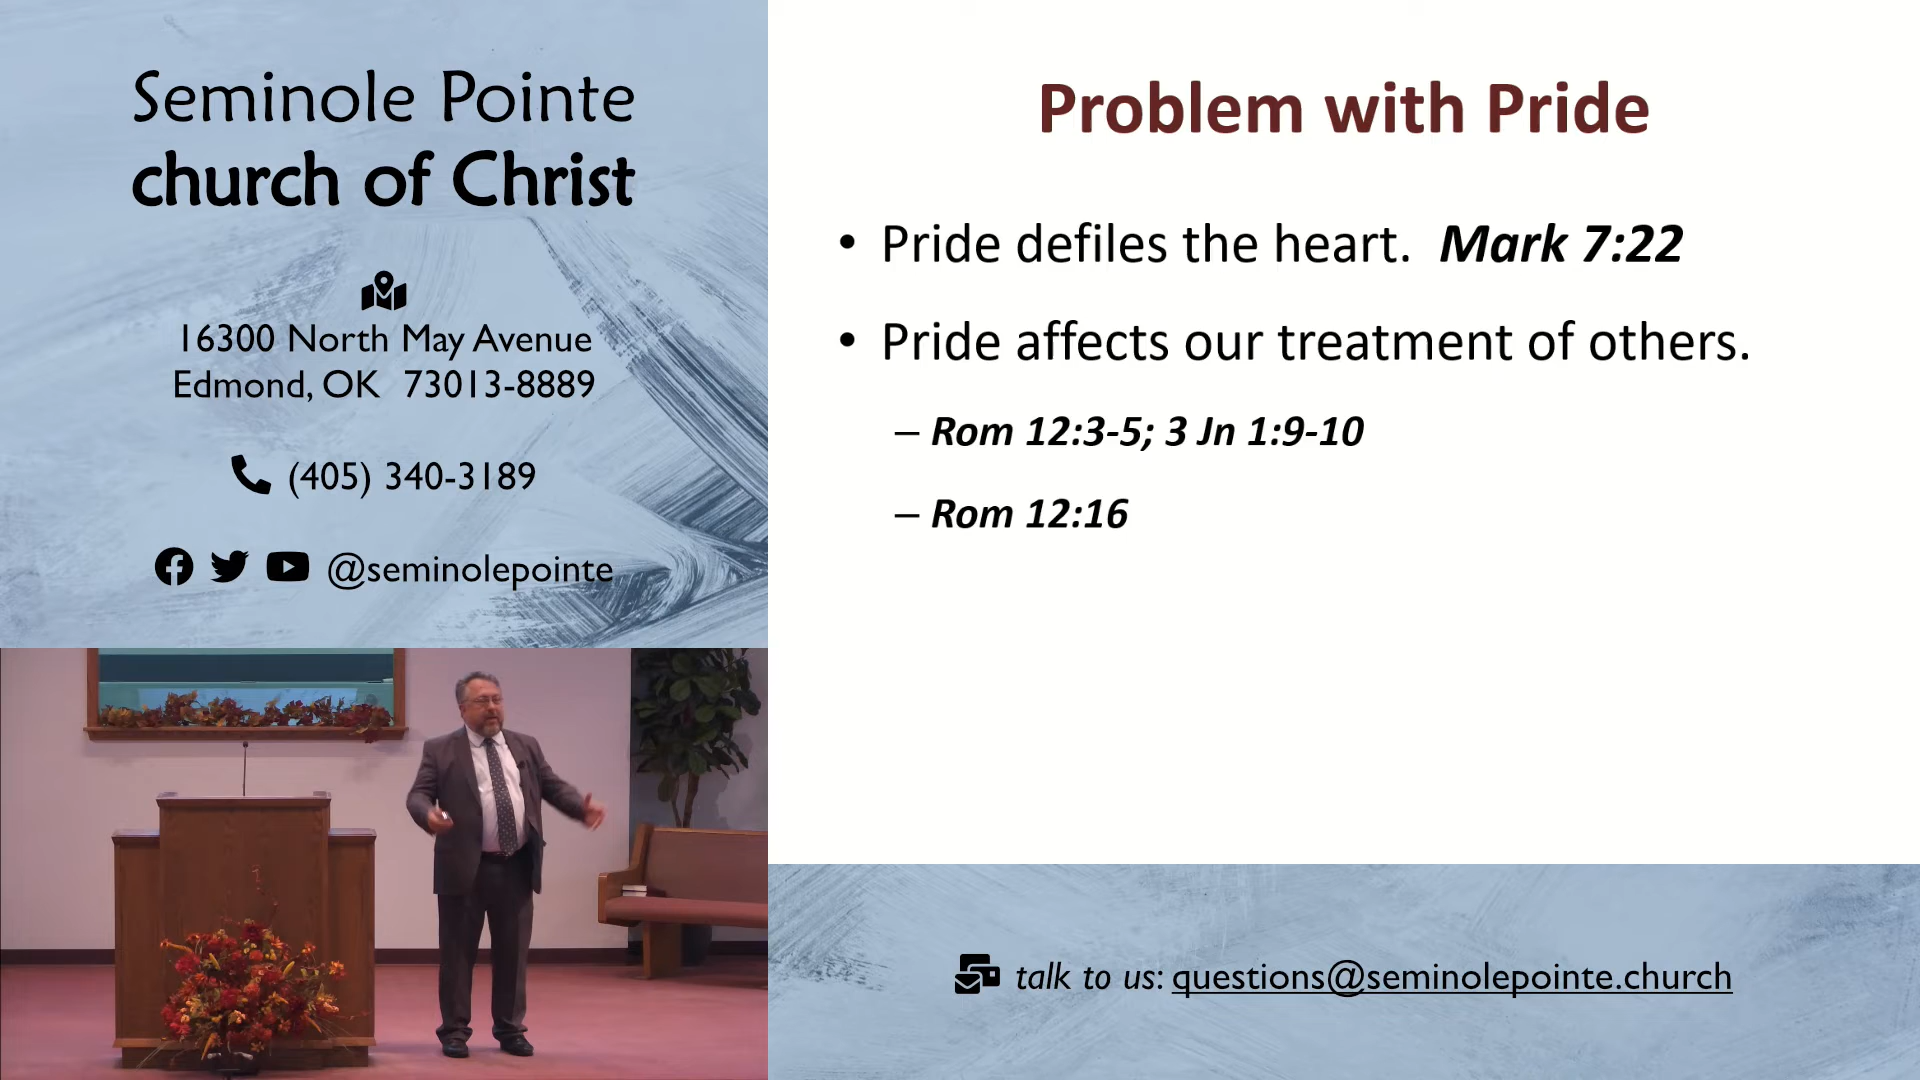 Seminole Pointe
church of Christ
16300 North May Avenue
Edmond, OK 73013-8889
(405) 340-3189
@seminolepointe
Problem with Pride
• Pride defiles the heart. Mark 7:22
• Pride affects our treatment of others.
– Rom 12:3-5; 3 Jn 1:9-10
– Rom 12:16
talk to us: questions@seminolepointe.church